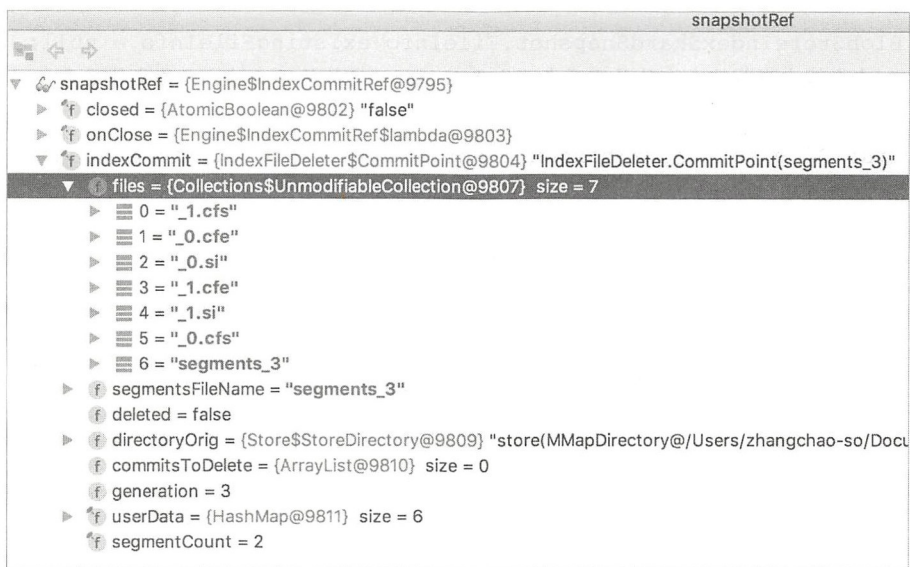 snapshotRef
snapshotRef = {Engine$IndexCommitRef@9795}
closed = {AtomicBoolean@9802} "false"
onClose = {Engine$IndexCommitRef$lambda@9803}
indexCommit = {IndexFileDeleter$CommitPoint@9804} "IndexFileDeleter.CommitPoint(segments_3)"
files = {Collections$UnmodifiableCollection@9807} size = 7
0 = "_1.cfs"
1 = "_0.cfe"
2 = "_0.si"
3 = "_1.cfe"
4 = "_1.si"
5 = "_0.cfs"
6 = "segments_3"
segmentsFileName = "segments_3"
deleted = false
directoryOrig = {Store$StoreDirectory@9809} "store(MMapDirectory@/Users/zhangchao-so/Docu
commitsToDelete = {ArrayList@9810} size = 0
generation = 3
userData = {HashMap@9811} size = 6
segmentCount = 2